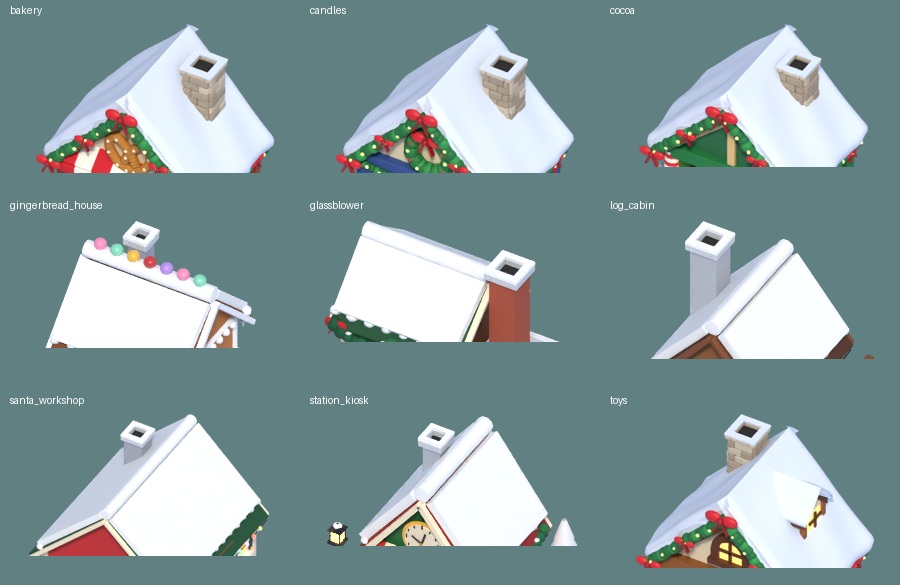 bakery
candles
cocoa
gingerbread_house
glassblower
log_cabin
santa_workshop
station_kiosk
toys